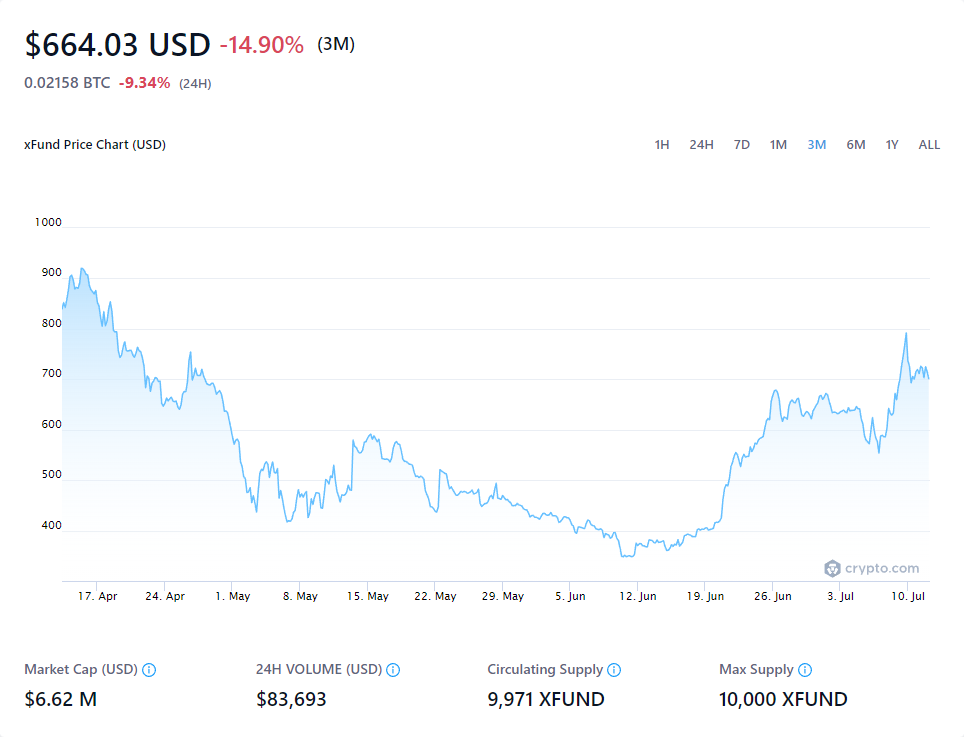 $664.03 USD -14.90% (3M)
0.02158 BTC -9.34% (24H)
xFund Price Chart (USD) 1H 24H 7D 1M 3M 6M 1Y ALL
1000
900
800
700
600
500
400
crypto.com
17. Apr 24. Apr 1. May 8. May 15. May 22. May 29. May 5. Jun 12. Jun 19. Jun 26. Jun 3. Jul 10. Jul
Market Cap (USD) 24H VOLUME (USD) Circulating Supply Max Supply
$6.62 M $83,693 9,971 XFUND 10,000 XFUND